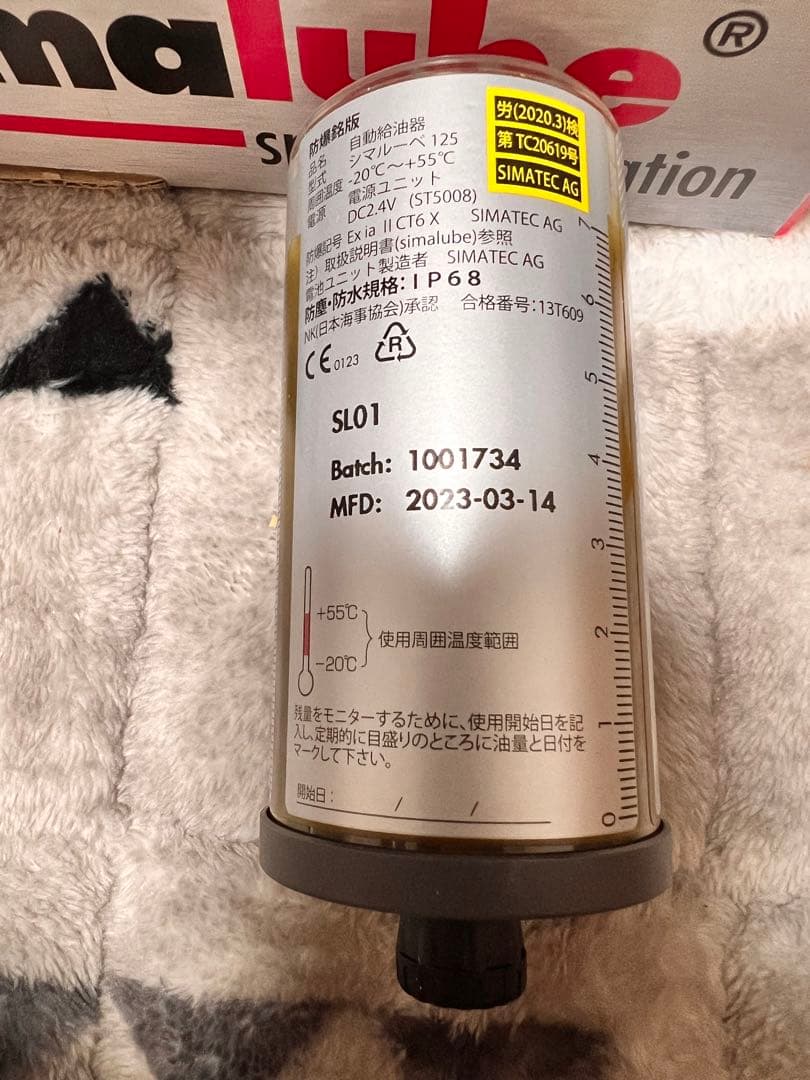 malube®
ation
労(2020.3)検
第 TC20619号
SIMATEC AG
防爆銘版
品名 自動給油器
型式 シマルーベ 125
周囲温度 -20℃～+55℃
電源 電源ユニット
DC2.4V (ST5008)
防爆記号 Ex ia ⅡCT6 X SIMATEC AG
注) 取扱説明書(simalube)参照
電池ユニット製造者 SIMATEC AG
防塵・防水規格：ＩＰ６８
NK(日本海事協会)承認 合格番号：13T609
CE 0123
R
SL01
Batch: 1001734
MFD: 2023-03-14
+55℃
使用周囲温度範囲
-20℃
残量をモニターするために、使用開始日を記
入し、定期的に目盛りのところに油量と日付を
マークして下さい。
開始日： / /
7
6
5
4
3
2
1
0